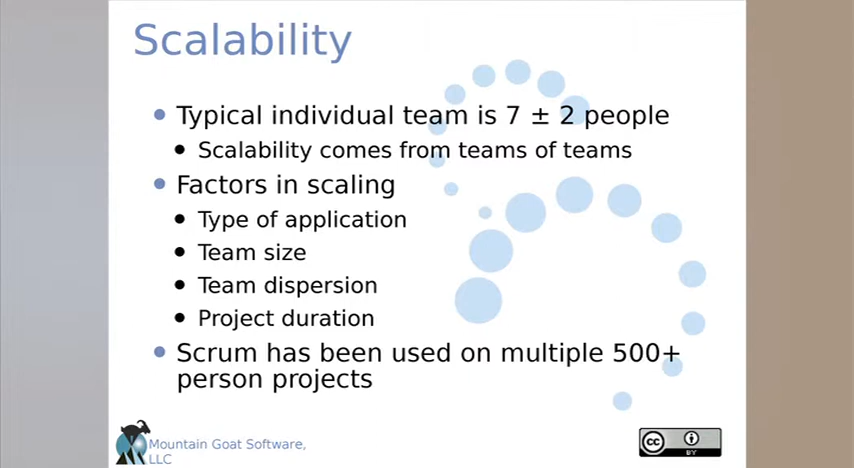 Scalability
Typical individual team is 7 ± 2 people
Scalability comes from teams of teams
Factors in scaling
Type of application
Team size
Team dispersion
Project duration
Scrum has been used on multiple 500+
person projects
Mountain Goat Software,
LLC
cc
BY